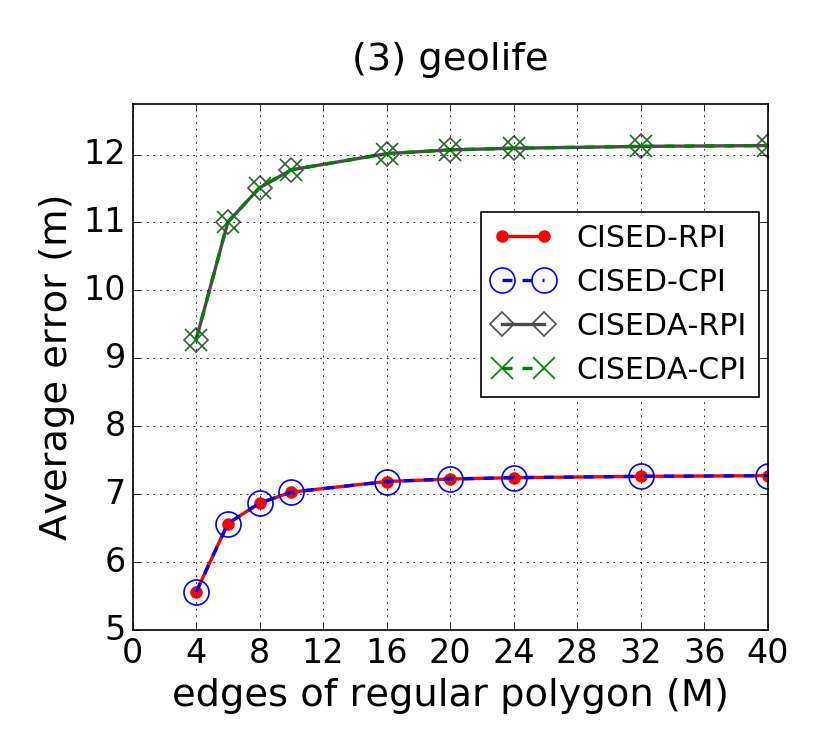 (3) geolife
Average error (m)
12
11
10
9
8
7
6
5
CISED-RPI
CISED-CPI
CISEDA-RPI
CISEDA-CPI
0 4 8 12 16 20 24 28 32 36 40
edges of regular polygon (M)